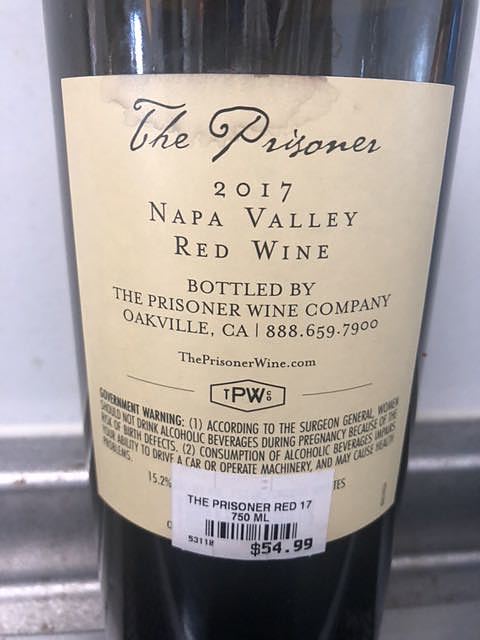 The Prisoner
2017
NAPA VALLEY
RED WINE
BOTTLED BY
THE PRISONER WINE COMPANY
OAKVILLE, CA | 888.659.7900
ThePrisonerWine.com
TPWCo
GOVERNMENT WARNING: (1) ACCORDING TO THE SURGEON GENERAL, WOMEN
SHOULD NOT DRINK ALCOHOLIC BEVERAGES DURING PREGNANCY BECAUSE OF THE
RISK OF BIRTH DEFECTS. (2) CONSUMPTION OF ALCOHOLIC BEVERAGES IMPAIRS
YOUR ABILITY TO DRIVE A CAR OR OPERATE MACHINERY, AND MAY CAUSE HEALTH
PROBLEMS.
15.2%
THE PRISONER RED 17
750 ML
53118
$54.99